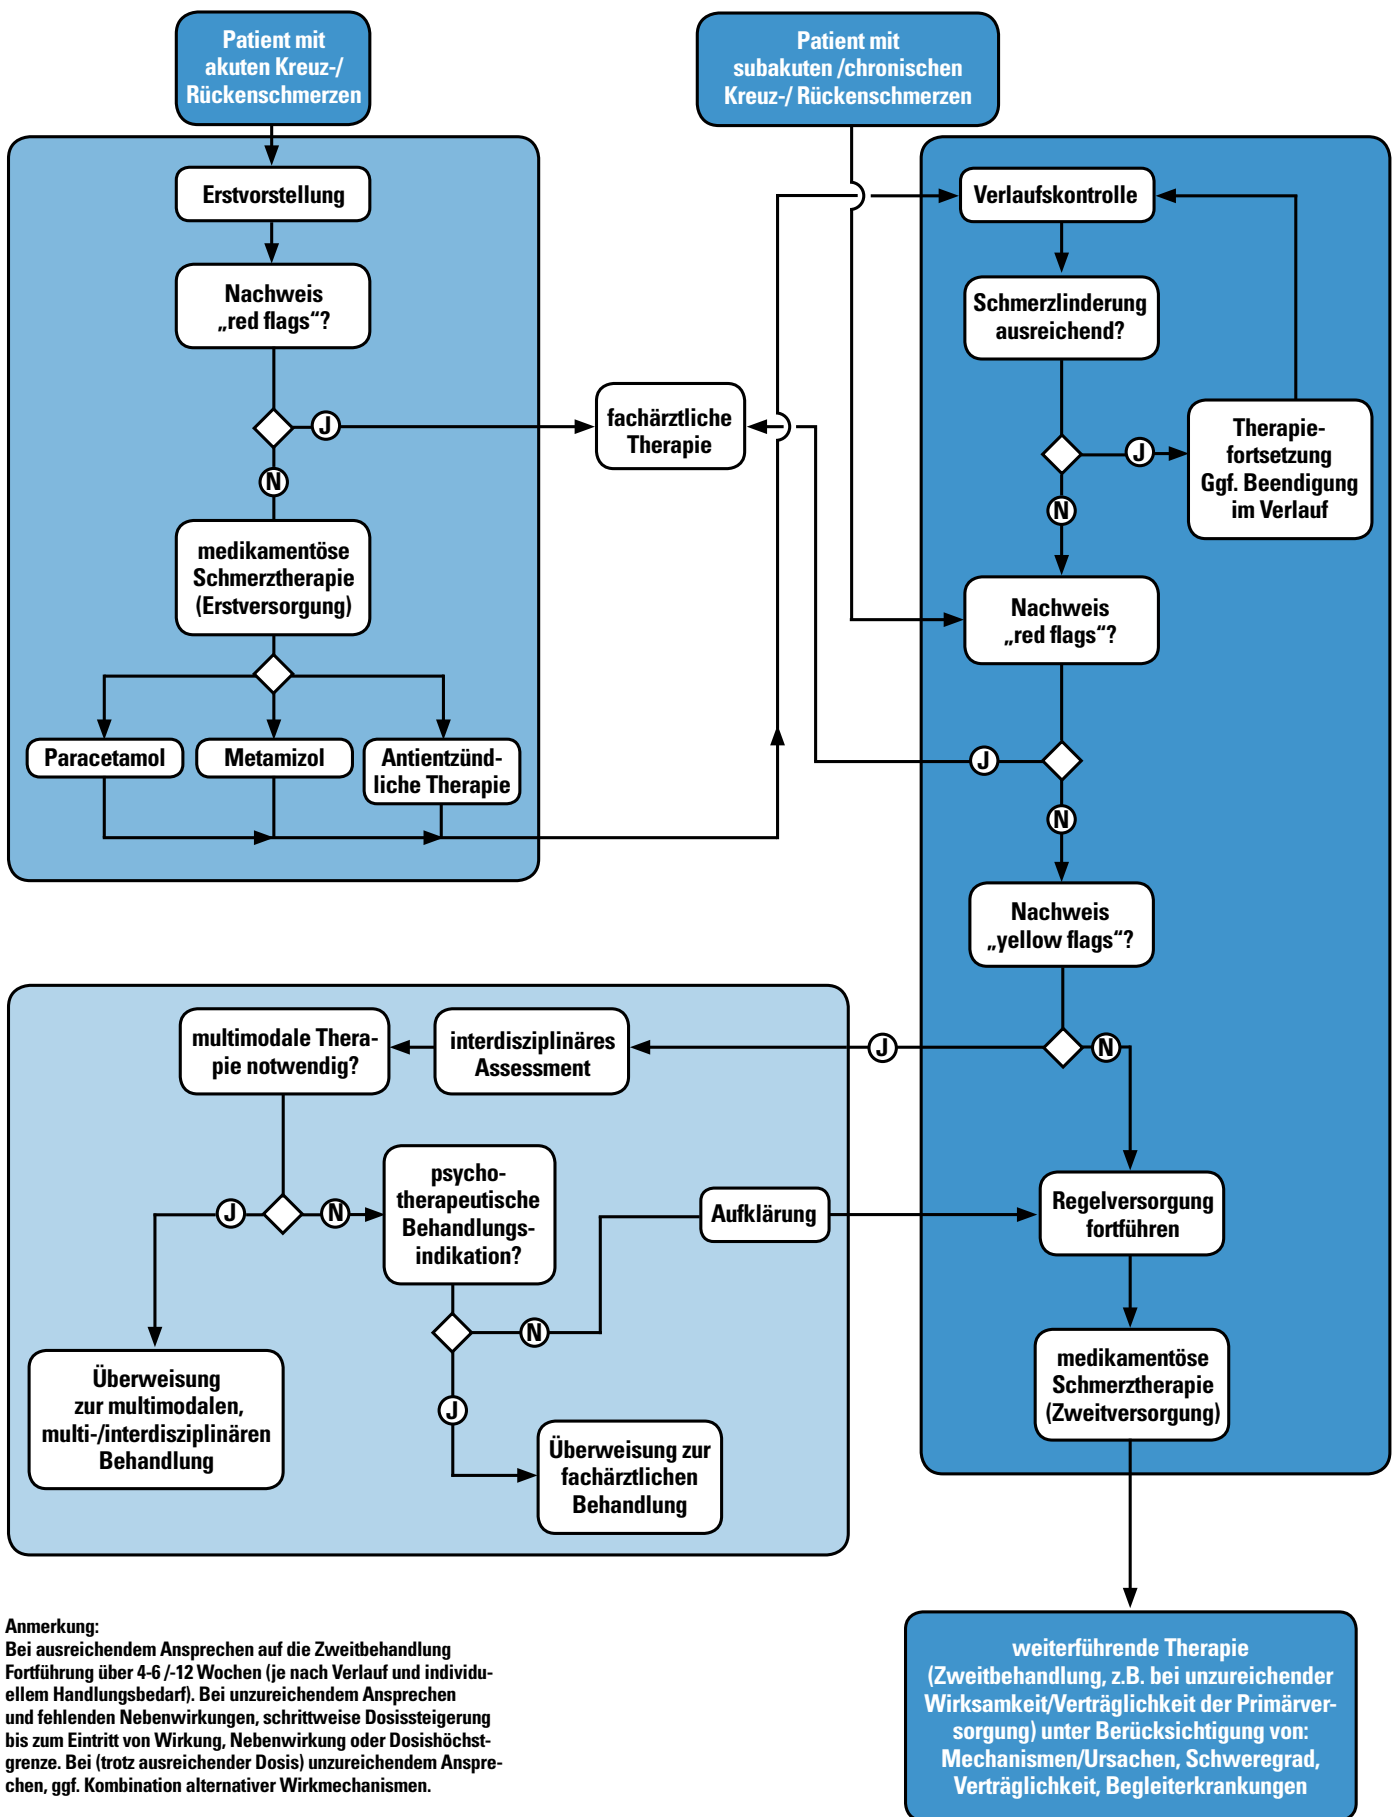 Patient mit
akuten Kreuz-/
Rückenschmerzen
Patient mit
subakuten /chronischen
Kreuz-/ Rückenschmerzen
Erstvorstellung
Nachweis
„red flags“?
J
N
fachärztliche
Therapie
medikamentöse
Schmerztherapie
(Erstversorgung)
Paracetamol
Metamizol
Antientzünd-
liche Therapie
Verlaufskontrolle
Schmerzlinderung
ausreichend?
J
Therapie-
fortsetzung
Ggf. Beendigung
im Verlauf
N
Nachweis
„red flags“?
J
N
Nachweis
„yellow flags“?
J
N
interdisziplinäres
Assessment
multimodale Thera-
pie notwendig?
J
N
psycho-
therapeutische
Behandlungs-
indikation?
Aufklärung
Regelversorgung
fortführen
N
J
Überweisung
zur multimodalen,
multi-/interdisziplinären
Behandlung
Überweisung zur
fachärztlichen
Behandlung
medikamentöse
Schmerztherapie
(Zweitversorgung)
Anmerkung:
Bei ausreichendem Ansprechen auf die Zweitbehandlung
Fortführung über 4-6 /-12 Wochen (je nach Verlauf und individu-
ellem Handlungsbedarf). Bei unzureichendem Ansprechen
und fehlenden Nebenwirkungen, schrittweise Dosissteigerung
bis zum Eintritt von Wirkung, Nebenwirkung oder Dosishöchst-
grenze. Bei (trotz ausreichender Dosis) unzureichendem Anspre-
chen, ggf. Kombination alternativer Wirkmechanismen.
weiterführende Therapie
(Zweitbehandlung, z.B. bei unzureichender
Wirksamkeit/Verträglichkeit der Primärver-
sorgung) unter Berücksichtigung von:
Mechanismen/Ursachen, Schweregrad,
Verträglichkeit, Begleiterkrankungen